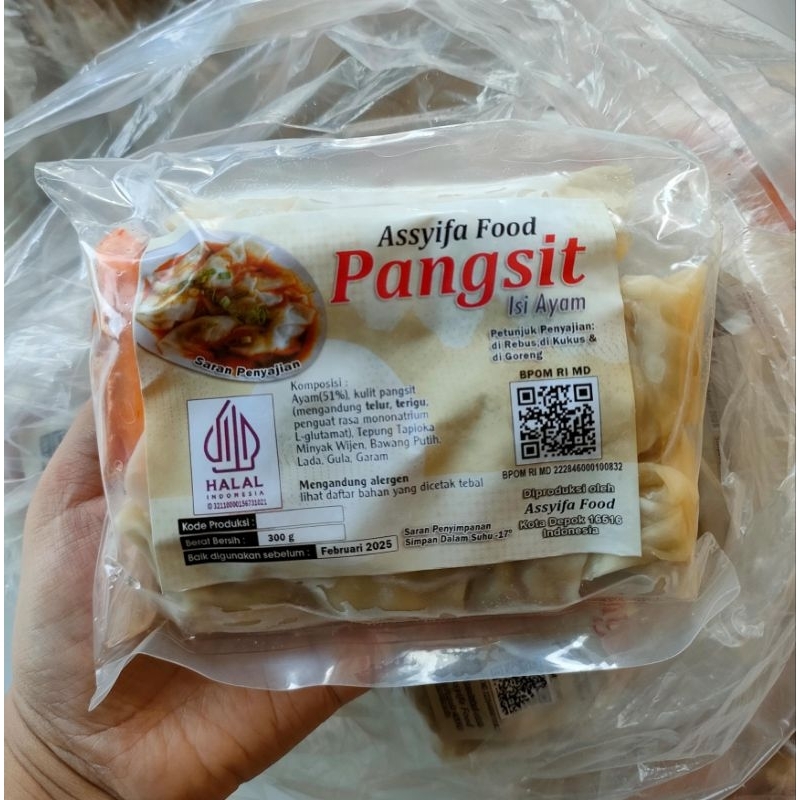 Assyifa Food
Pangsit
Isi Ayam
Saran Penyajian
Petunjuk Penyajian:
di Rebus,di Kukus &
di Goreng
Komposisi :
Ayam(51%), kulit pangsit
(mengandung telur, terigu,
penguat rasa mononatrium
L-glutamat), Tepung Tapioka
Minyak Wijen, Bawang Putih,
Lada, Gula, Garam
Mengandung alergen
lihat daftar bahan yang dicetak tebal
BPOM RI MD
BPOM RI MD 222846000100832
HALAL
INDONESIA
Kode Produksi :
Berat Bersih : 300 g
Baik digunakan sebelum : Februari 2025
Saran Penyimpanan
Simpan Dalam Suhu -17°
Diproduksi oleh
Assyifa Food
Kota Depok 16516
Indonesia